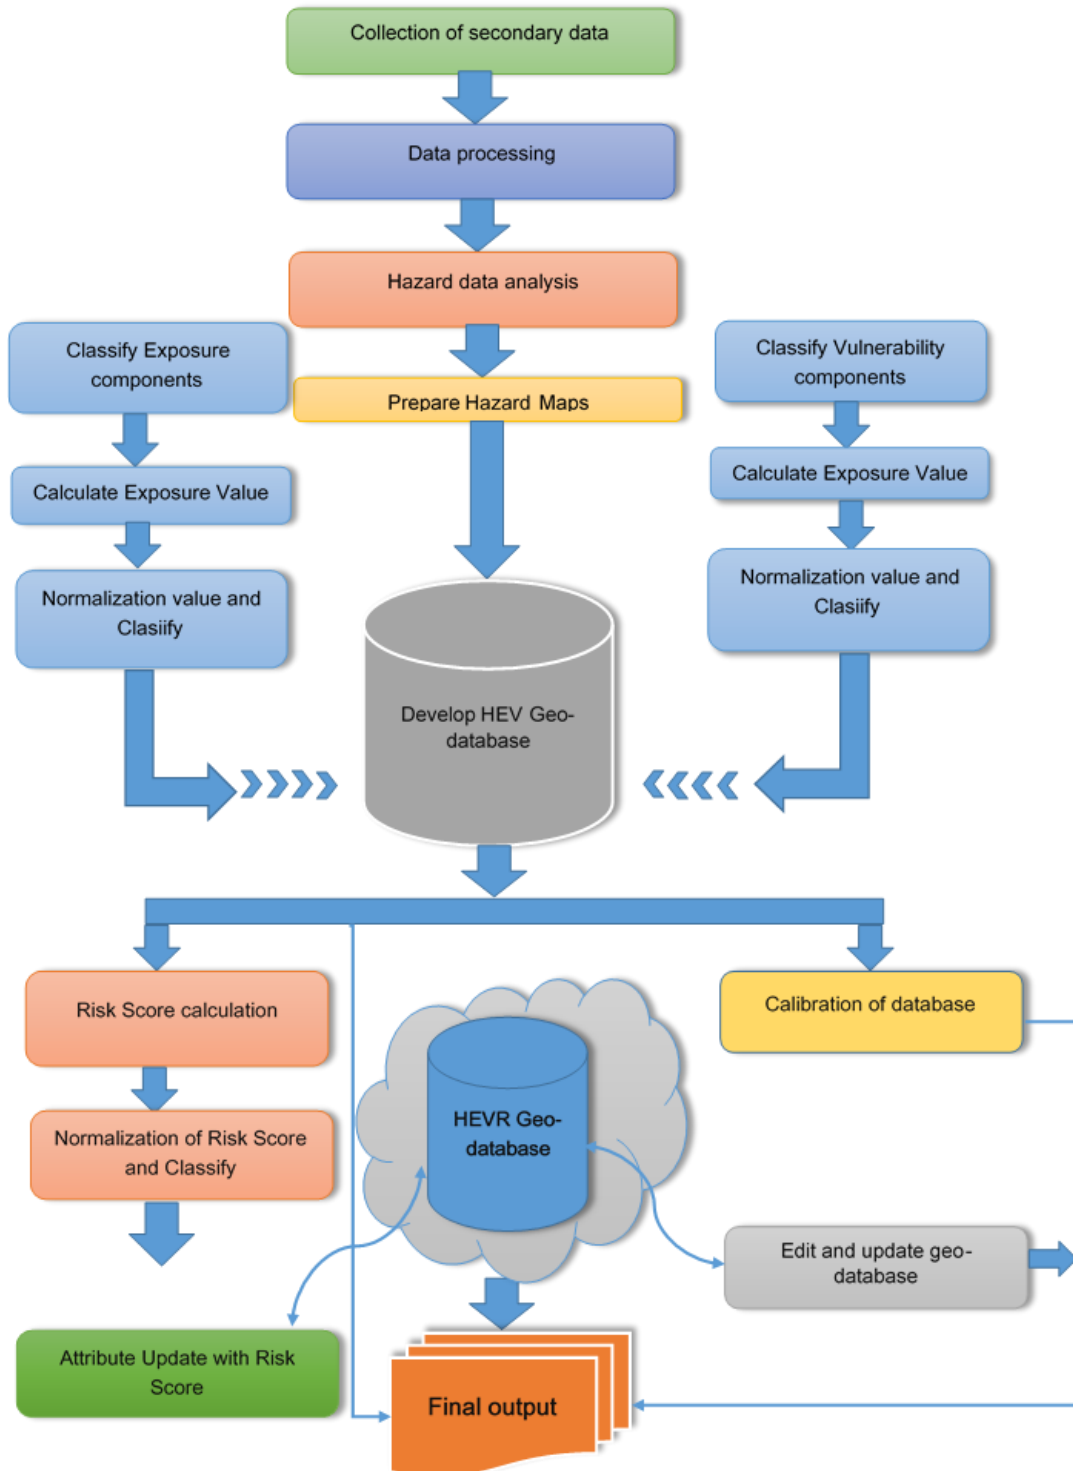 Collection of secondary data
Data processing
Hazard data analysis
Classify Exposure
components
Prepare Hazard Maps
Classify Vulnerability
components
Calculate Exposure Value
Calculate Exposure Value
Normalization value and
Clasiify
Normalization value and
Clasiify
Develop HEV Geo-
database
Risk Score calculation
Calibration of database
HEVR Geo-
database
Normalization of Risk Score
and Classify
Edit and update geo-
database
Attribute Update with Risk
Score
Final output